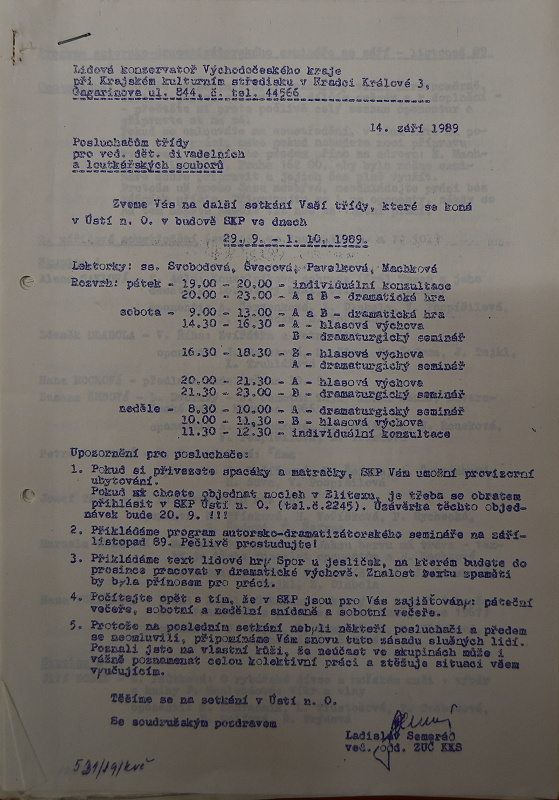 Lidová konzervatoř Východočeského kraje
při Krajském kulturním středisku v Hradci Králové 3,
Gagarinova ul. 844, č. tel. 44566
14. září 1989
Posluchačům třídy
pro ved. dět. divadelních
a loutkářských souborů
Zveme Vás na další setkání Vaší třídy, které se koná
v Ústí n. O. v budově SKP ve dnech
29. 9. - 1. 10. 1989.
Lektorky: ss. Svobodová, Švecová, Pavelková, Machková
Rozvrh: pátek - 19.00 - 20.00 - individuální konzultace
20.00 - 23.00 - A a B - dramatická hra
sobota - 9.00 - 13.00 - A a B - dramatická hra
14.30 - 16.30 - A - hlasová výchova
B - dramaturgický seminář
16.30 - 18.30 - B - hlasová výchova
A - dramaturgický seminář
20.00 - 21.30 - A - hlasová výchova
21.30 - 23.00 - B - dramaturgický seminář
neděle - 8.30 - 10.00 - A - dramaturgický seminář
10.00 - 11.30 - B - hlasová výchova
11.30 - 12.30 - individuální konzultace
Upozornění pro posluchače:
1. Pokud si přivezete spacáky a matračky, SKP Vám umožní provizorní
ubytování.
Pokud chcete objednat nocleh v Elitexu, je třeba se obratem
přihlásit v SKP Ústí n. O. (tel.č.2245). Uzávěrka těchto objed-
návek bude 20. 9. !!!
2. Přikládáme program autorsko-dramatizátorského semináře na září-
listopad 89. Pečlivě prostudujte!
3. Přikládáme text lidové hry Spor u jesliček, na kterém budete do
prosince pracovat v dramatické výchově. Znalost textu zpaměti
by byla přínosem pro práci.
4. Počítejte opět s tím, že v SKP jsou pro Vás zajišťovány: páteční
večeře, sobotní a nedělní snídaně a sobotní večeře.
5. Protože na posledním setkání nebyli někteří posluchači a předem
se neomluvili, připomínáme Vám znovu tuto zásadu slušných lidí.
Poznali jste na vlastní kůži, že neúčast ve skupinách může i
vážně poznamenat celou kolektivní práci a ztěžuje situaci všem
vyučujícím.
Těšíme se na setkání v Ústí n. O.
Se soudružským pozdravem
Ladislav Semerád
ved. odd. ZUČ KKS